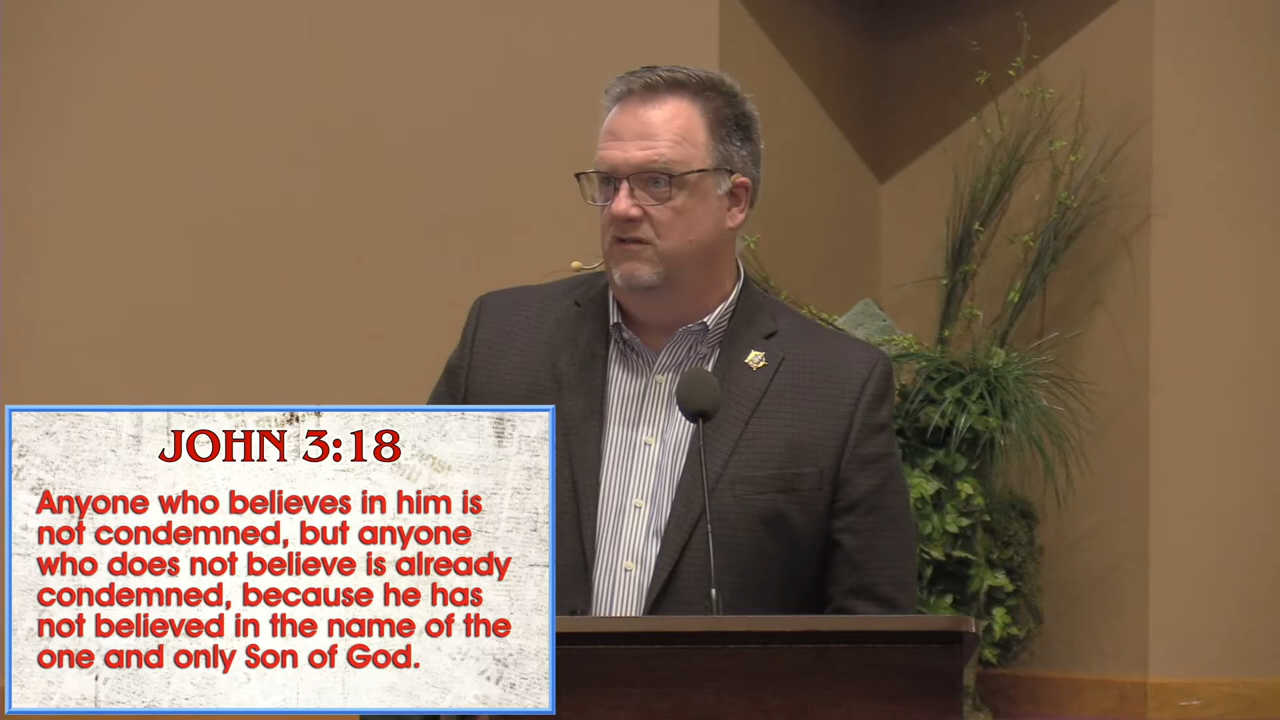 JOHN 3:18
Anyone who believes in him is
not condemned, but anyone
who does not believe is already
condemned, because he has
not believed in the name of the
one and only Son of God.